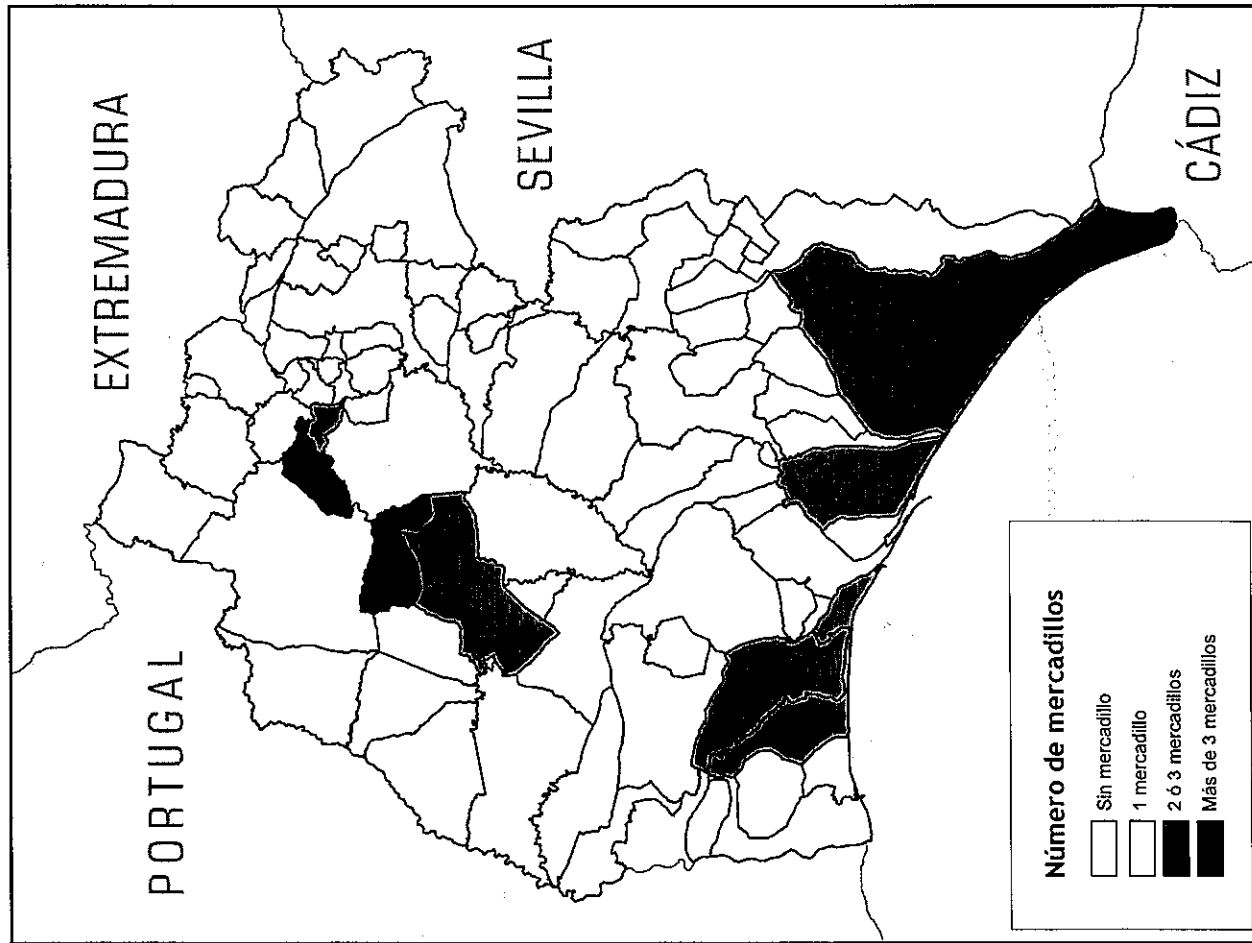 EXTREMADURA
PORTUGAL
SEVILLA
CÁDIZ
Número de mercadillos
Sin mercadillo
1 mercadillo
2 ó 3 mercadillos
Más de 3 mercadillos